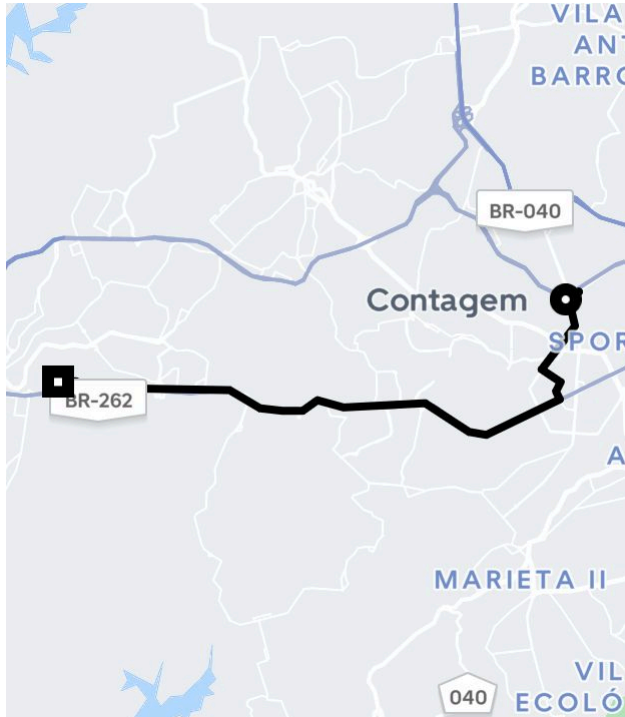 VILA
ANT
BARRO
BR-040
Contagem
SPOR
BR-262
A
MARIETA II
VIL
ECOLÓ
040